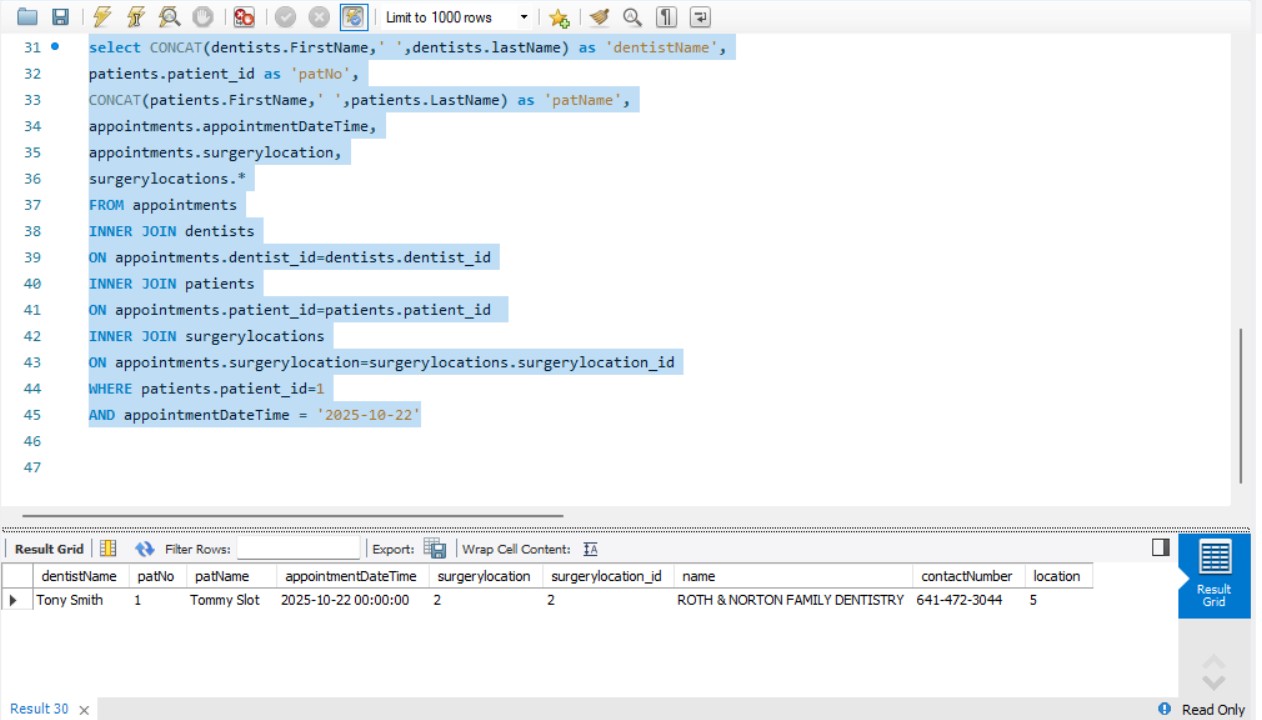 Limit to 1000 rows
31 select CONCAT(dentists.FirstName,' ',dentists.lastName) as 'dentistName',
32 patients.patient_id as 'patNo',
33 CONCAT(patients.FirstName,' ',patients.LastName) as 'patName',
34 appointments.appointmentDateTime,
35 appointments.surgerylocation,
36 surgerylocations.*
37 FROM appointments
38 INNER JOIN dentists
39 ON appointments.dentist_id=dentists.dentist_id
40 INNER JOIN patients
41 ON appointments.patient_id=patients.patient_id
42 INNER JOIN surgerylocations
43 ON appointments.surgerylocation=surgerylocations.surgerylocation_id
44 WHERE patients.patient_id=1
45 AND appointmentDateTime = '2025-10-22'
46
47
Result Grid Filter Rows: Export: Wrap Cell Content: IA
dentistName patNo patName appointmentDateTime surgerylocation surgerylocation_id name contactNumber location
Tony Smith 1 Tommy Slot 2025-10-22 00:00:00 2 2 ROTH & NORTON FAMILY DENTISTRY 641-472-3044 5
Result
Grid
Result 30 Read Only